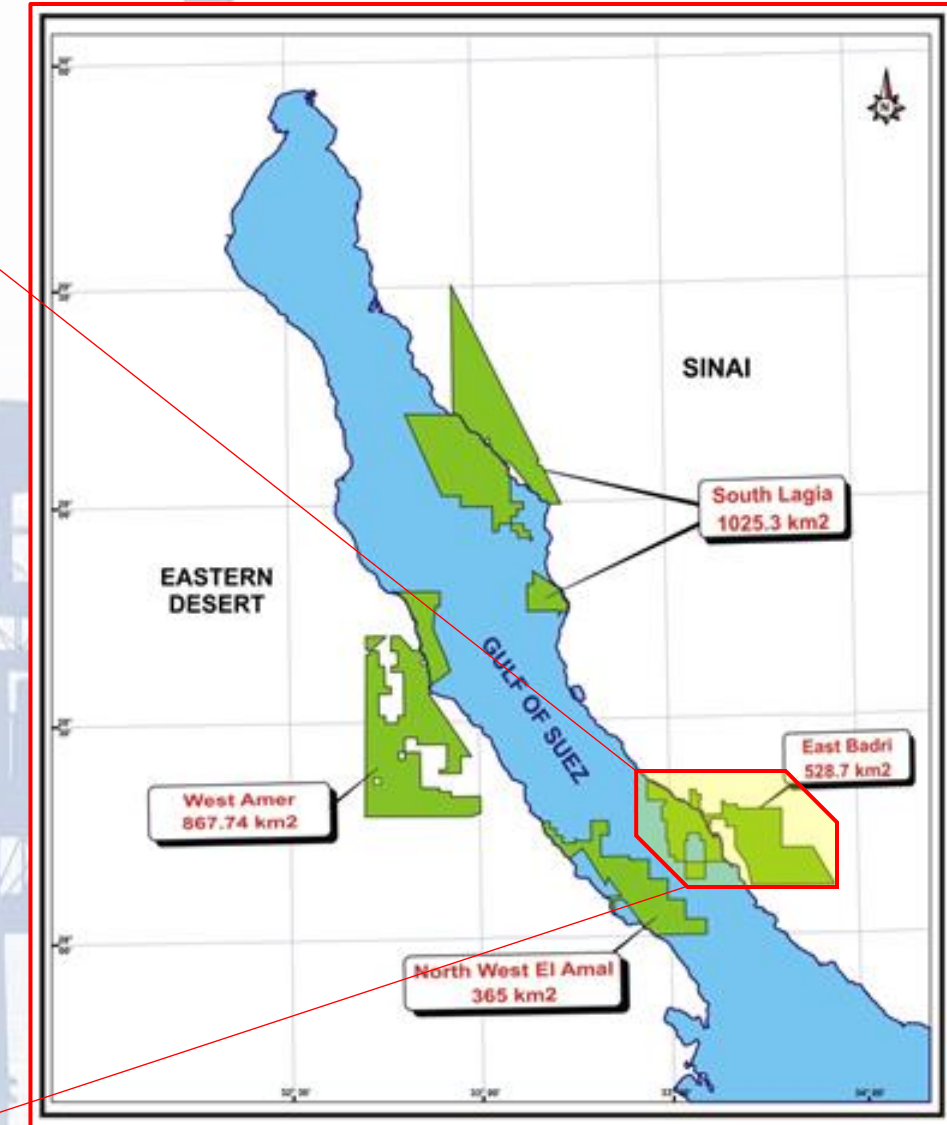 N
SINAI
South Lagia
1025.3 km2
EASTERN
DESERT
GULF OF SUEZ
East Badri
528.7 km2
West Amer
867.74 km2
North West El Amal
365 km2